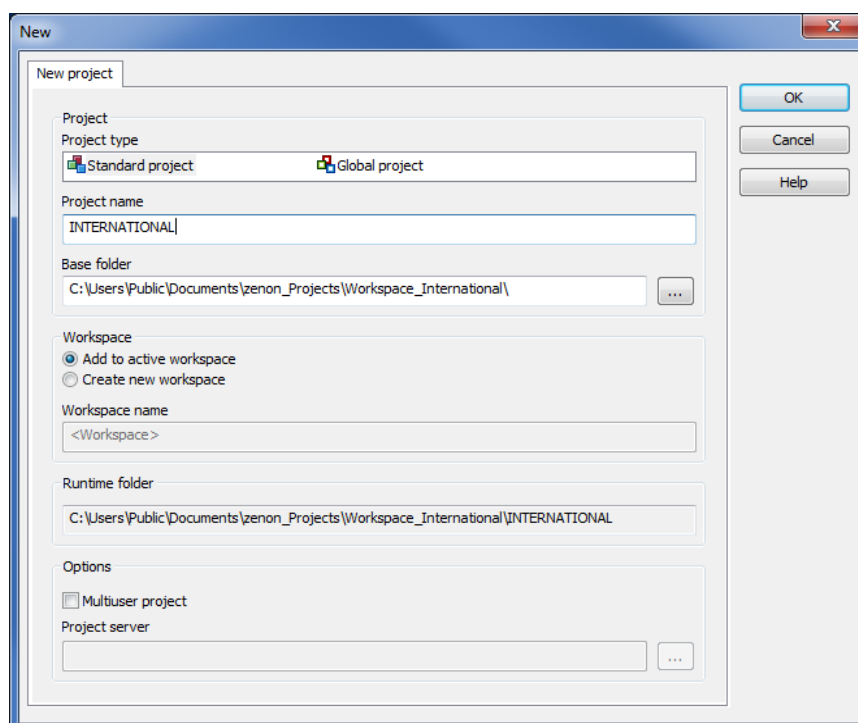 New
New project
OK
Project
Project type
Cancel
Standard project Global project
Help
Project name
INTERNATIONAL
Base folder
C:\Users\Public\Documents\zenon_Projects\Workspace_International\
...
Workspace
Add to active workspace
Create new workspace
Workspace name
<Workspace>
Runtime folder
C:\Users\Public\Documents\zenon_Projects\Workspace_International\INTERNATIONAL
Options
Multiuser project
Project server
...